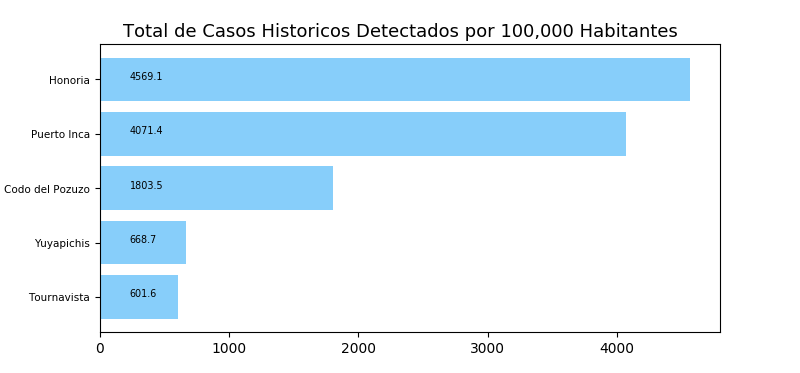 Total de Casos Historicos Detectados por 100,000 Habitantes
Honoria 4569.1
Puerto Inca 4071.4
Codo del Pozuzo 1803.5
Yuyapichis 668.7
Tournavista 601.6
0 1000 2000 3000 4000